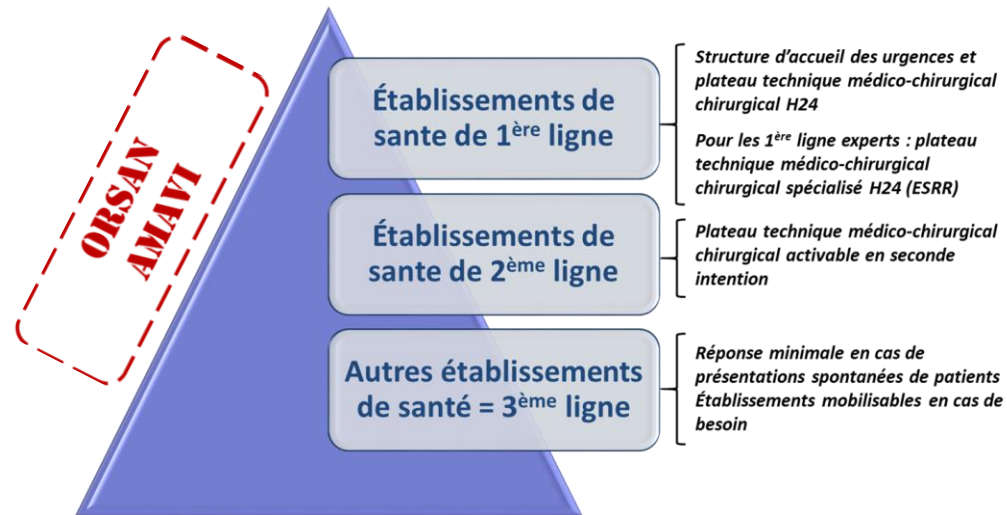 ORSAN
AMAVI
Établissements de
sante de 1ère ligne
Structure d'accueil des urgences et
plateau technique médico-chirurgical
chirurgical H24
Pour les 1ère ligne experts : plateau
technique médico-chirurgical
chirurgical spécialisé H24 (ESRR)
Établissements de
sante de 2ème ligne
Plateau technique médico-chirurgical
chirurgical activable en seconde
intention
Autres établissements
de santé = 3ème ligne
Réponse minimale en cas de
présentations spontanées de patients
Établissements mobilisables en cas de
besoin